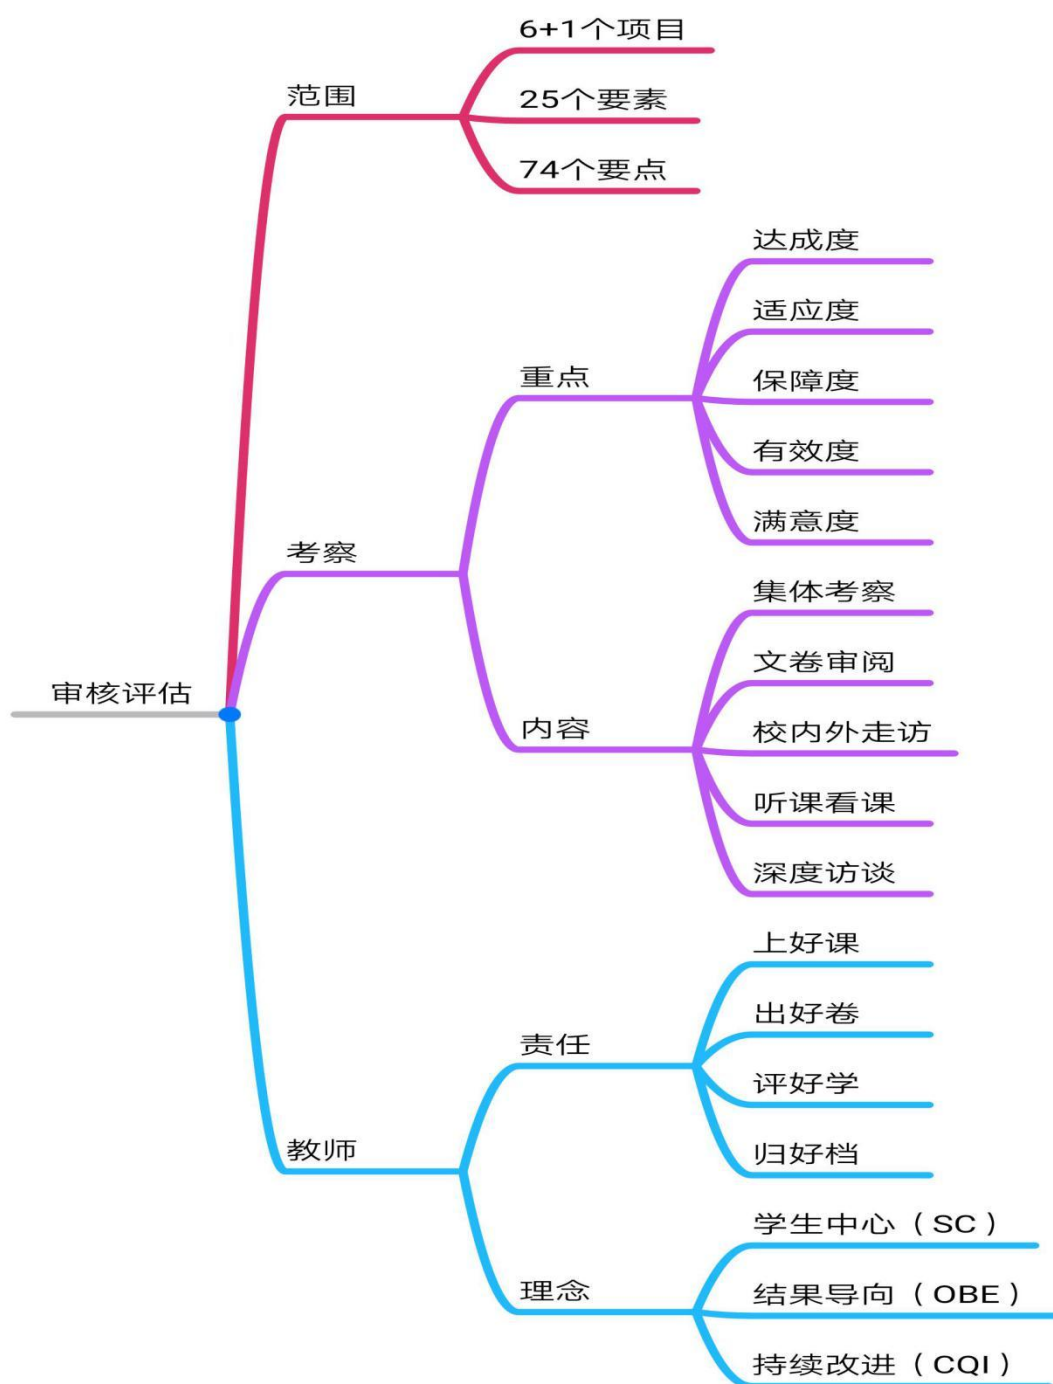 6+1个项目
范围
25个要素
74个要点
达成度
适应度
重点
保障度
有效度
满意度
考察
集体考察
文卷审阅
审核评估
内容
校内外走访
听课看课
深度访谈
上好课
出好卷
责任
评好学
教师
归好档
学生中心（SC）
理念
结果导向（OBE）
持续改进（CQI）